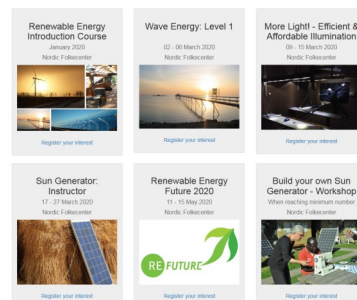 Renewable Energy
Introduction Course
January 2020
Nordic Folkecenter
Register your interest
Wave Energy: Level 1
02 - 06 March 2020
Nordic Folkecenter
Register your interest
More Light! - Efficient &
Affordable Illumination
09 - 15 March 2020
Nordic Folkecenter
Register your interest
Sun Generator:
Instructor
17 - 27 March 2020
Nordic Folkecenter
Register your interest
Renewable Energy
Future 2020
11 - 15 May 2020
Nordic Folkecenter
RE FUTURE
Register your interest
Build your own Sun
Generator - Workshop
When reaching minimum number
Nordic Folkecenter
Register your interest